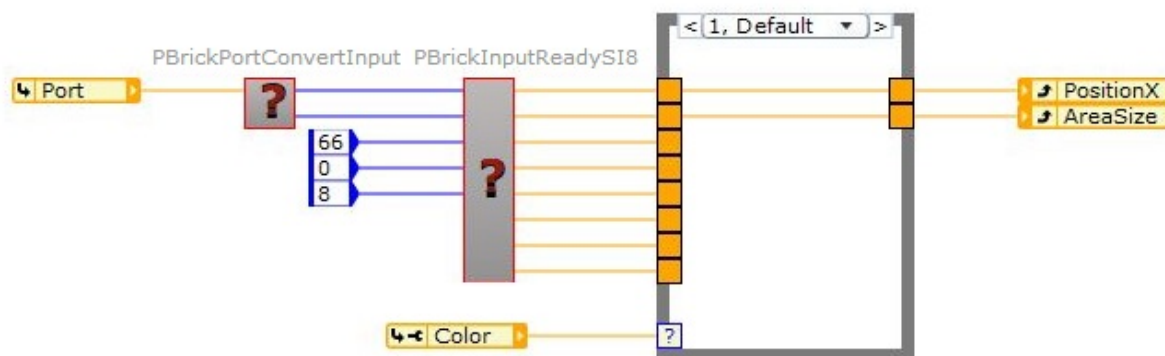 < 1, Default >
PBrickPortConvertInput PBrickInputReadySI8
Port
?
PositionX
AreaSize
66
0
8
?
Color
?